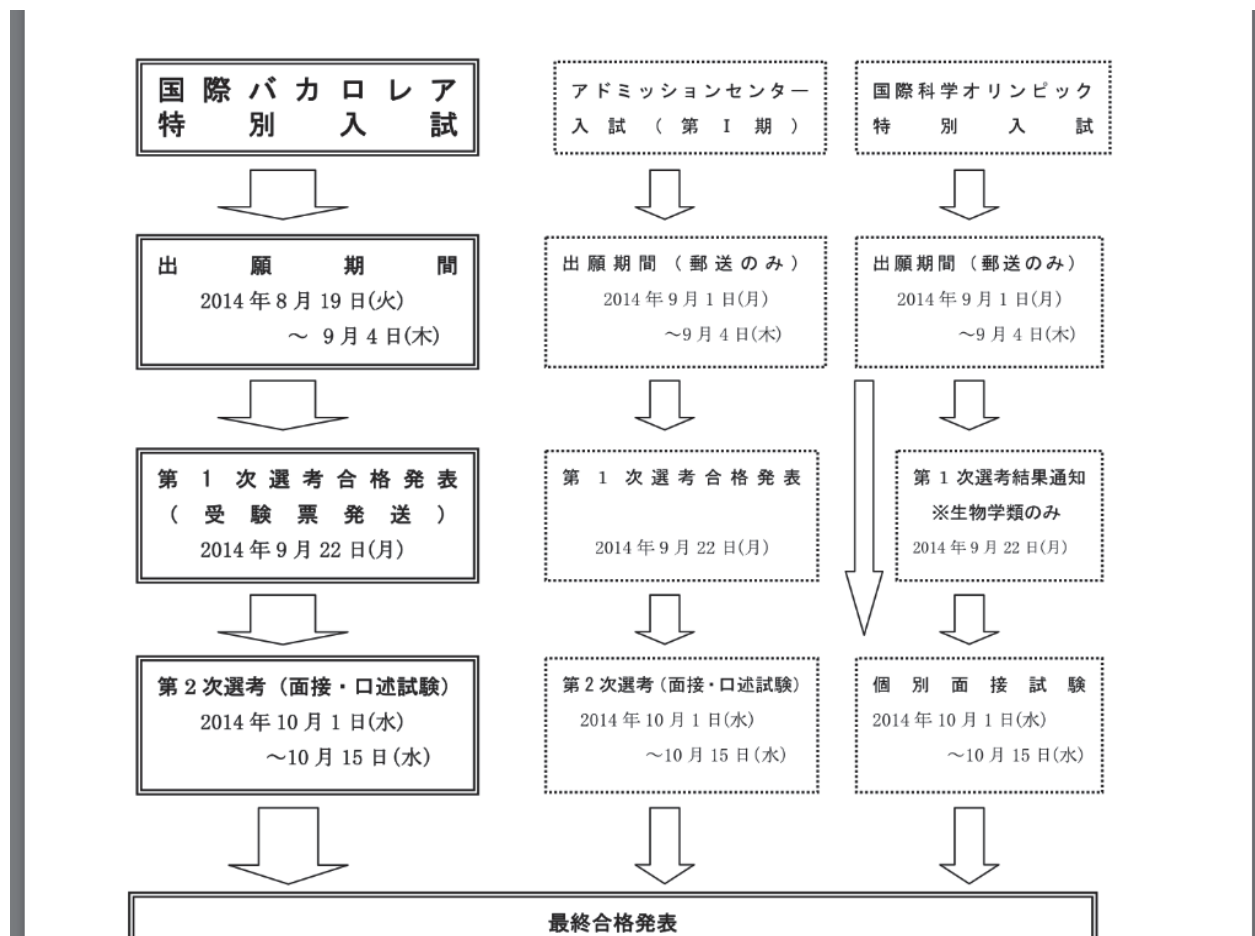 国際バカロレア
特別入試
アドミッションセンター
入試(第Ⅰ期)
国際科学オリンピック
特別入試
出願期間
2014年8月19日(火)
～ 9月4日(木)
出願期間(郵送のみ)
2014年9月1日(月)
～9月4日(木)
出願期間(郵送のみ)
2014年9月1日(月)
～9月4日(木)
第1次選考合格発表
(受験票発送)
2014年9月22日(月)
第1次選考合格発表
2014年9月22日(月)
第1次選考結果通知
※生物学類のみ
2014年9月22日(月)
第2次選考(面接・口述試験)
2014年10月1日(水)
～10月15日(水)
第2次選考(面接・口述試験)
2014年10月1日(水)
～10月15日(水)
個別面接試験
2014年10月1日(水)
～10月15日(水)
最終合格発表